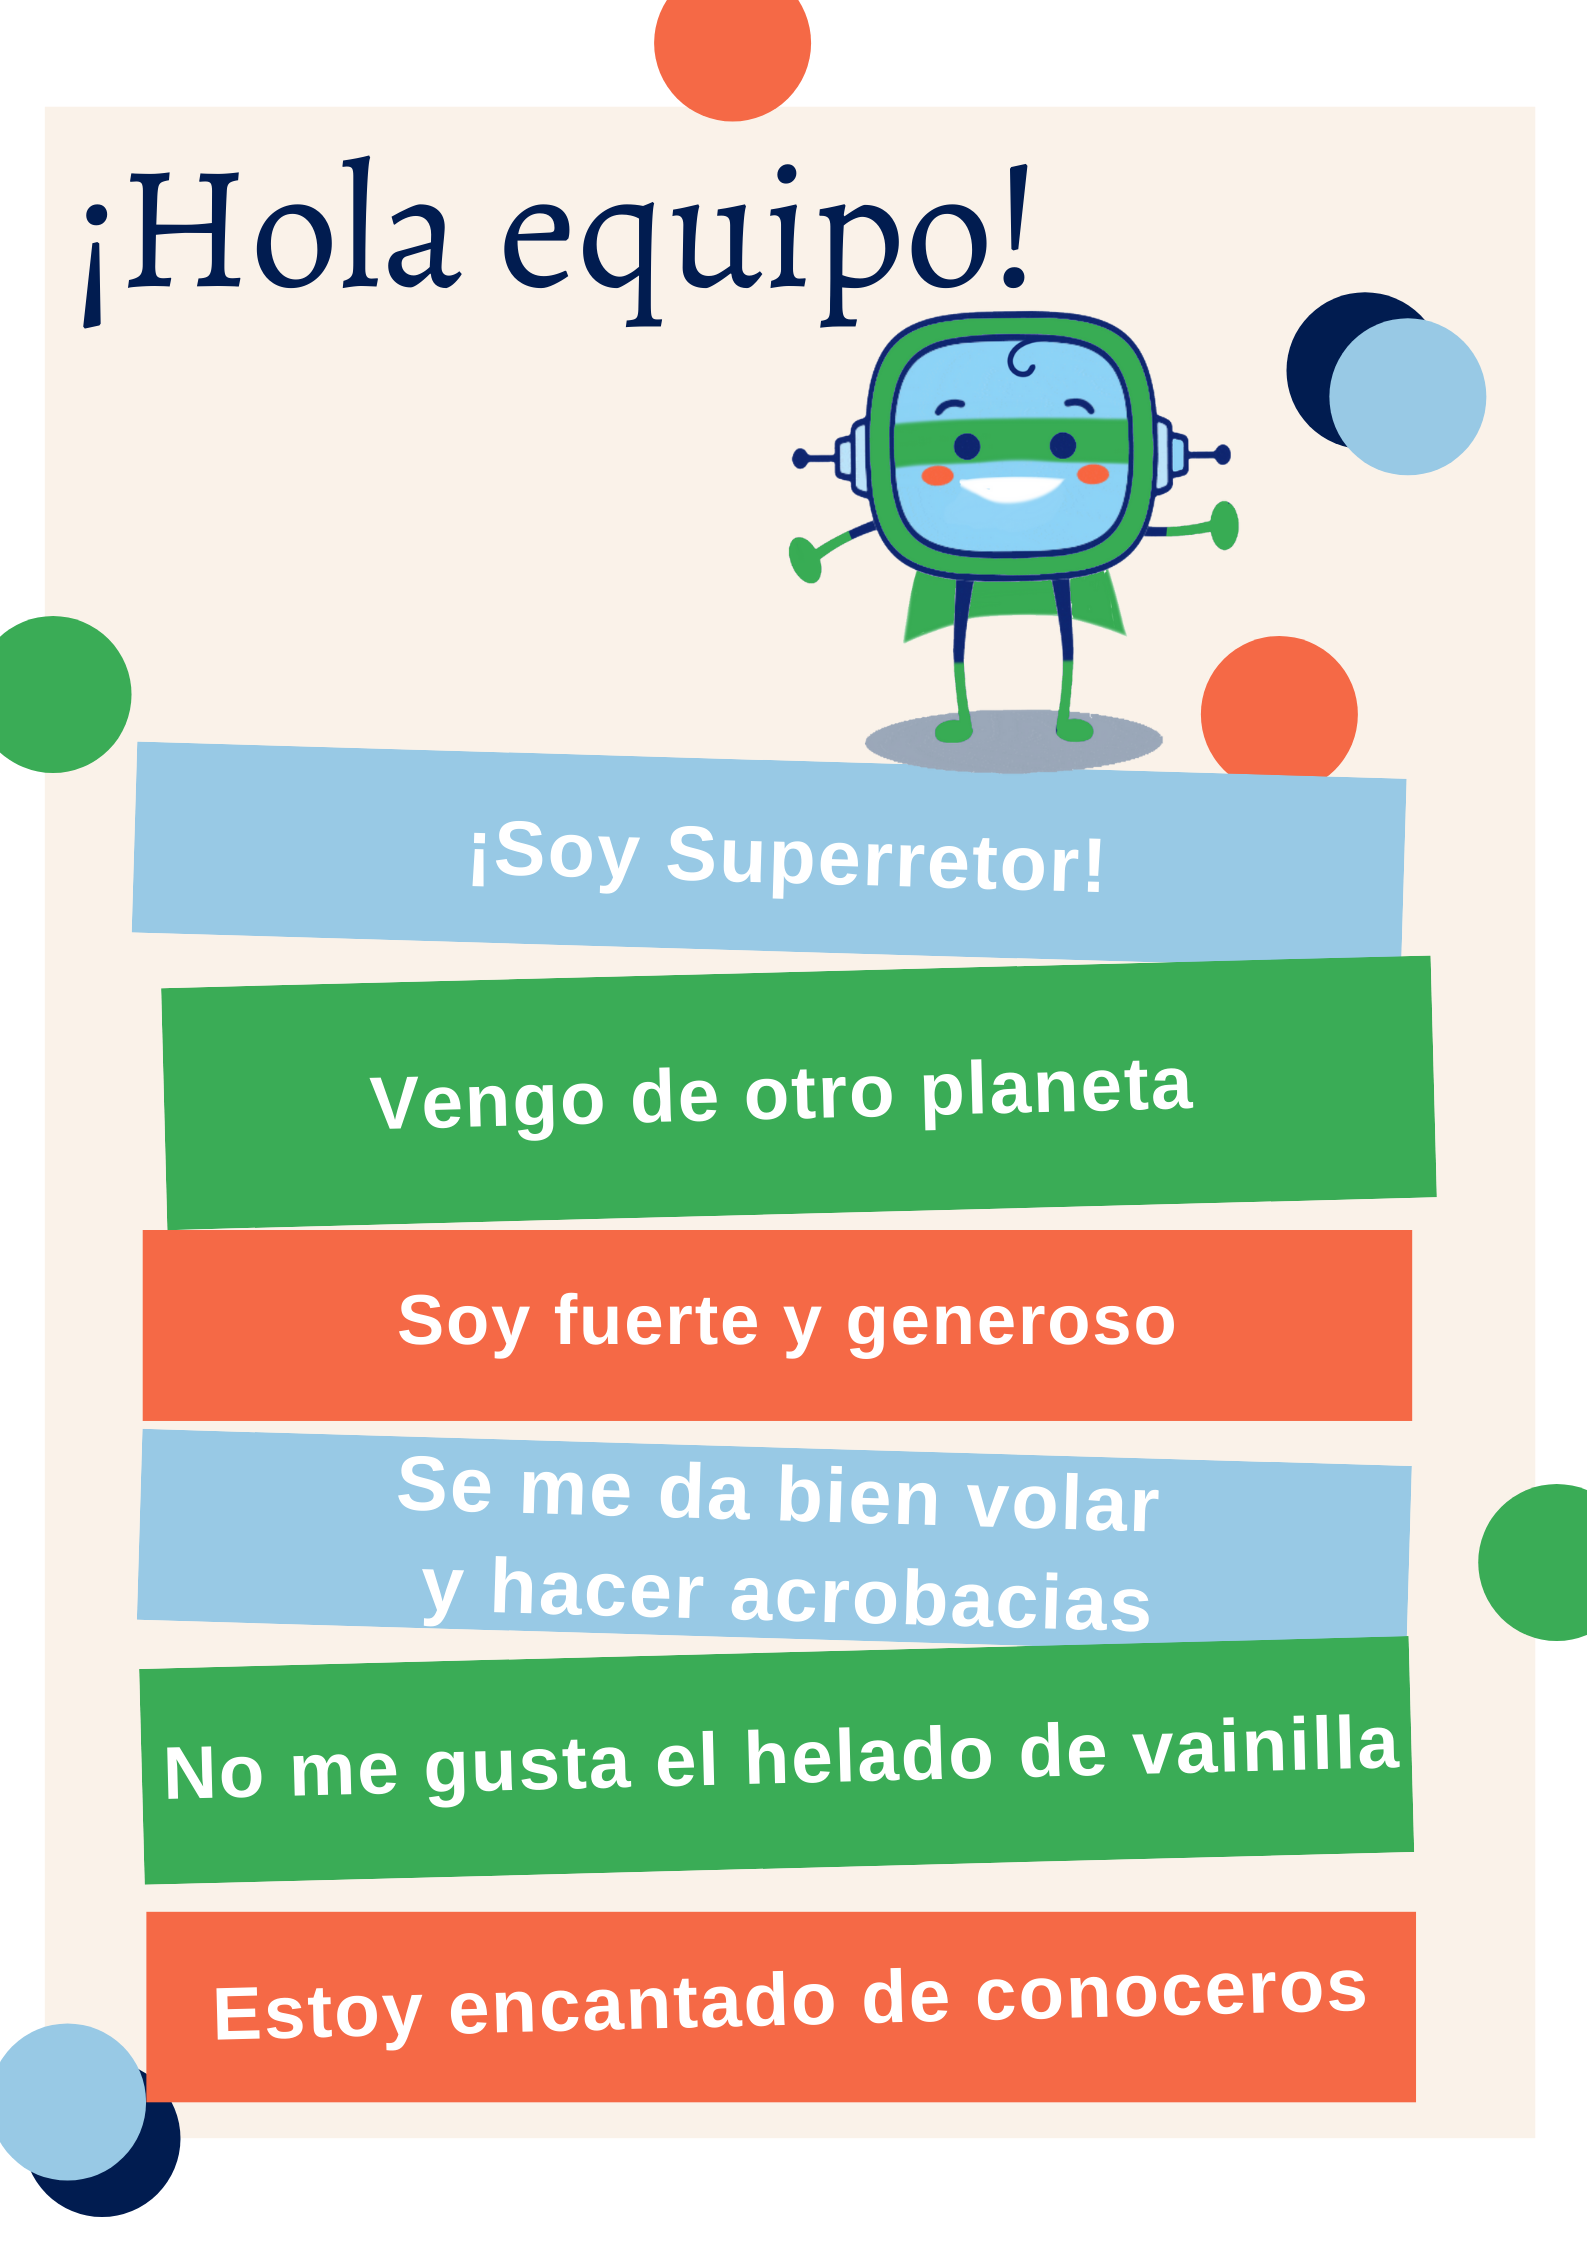 ¡Hola equipo!
¡Soy Superretor!
Vengo de otro planeta
Soy fuerte y generoso
Se me da bien volar
y hacer acrobacias
No me gusta el helado de vainilla
Estoy encantado de conoceros